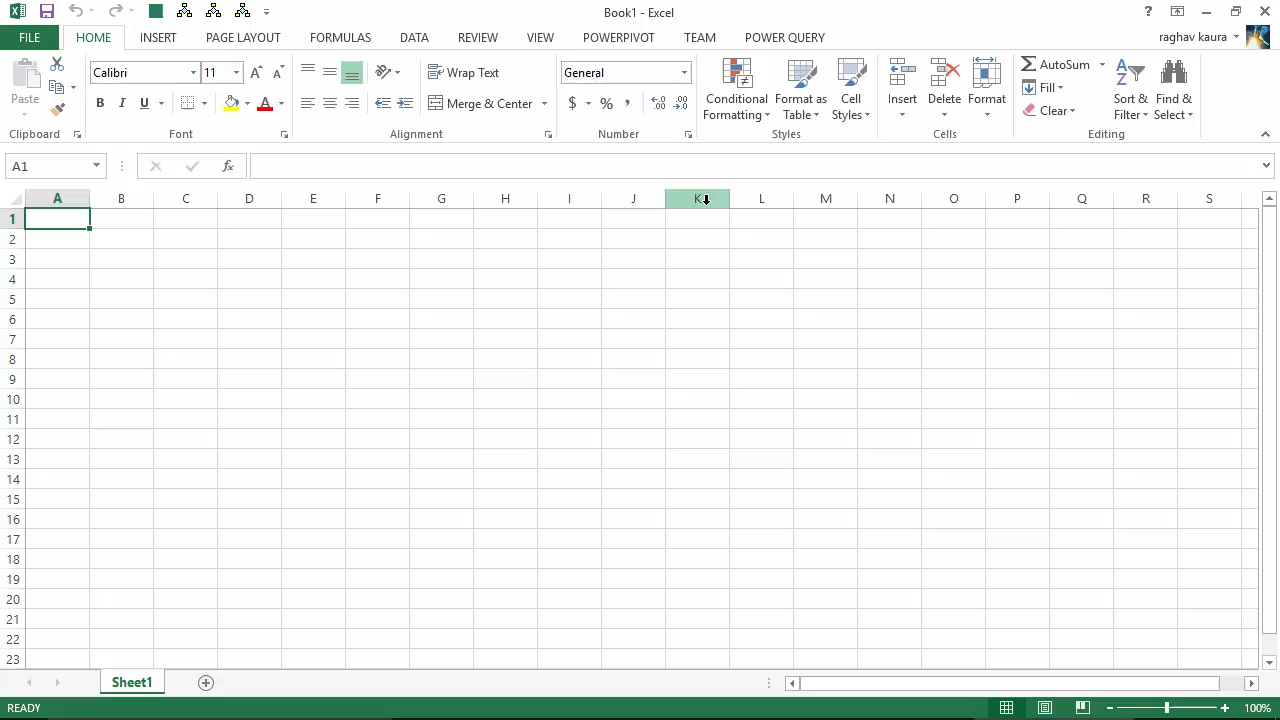 Book1 - Excel
FILE HOME INSERT PAGE LAYOUT FORMULAS DATA REVIEW VIEW POWERPIVOT TEAM POWER QUERY raghav kaura
Calibri 11 Wrap Text General AutoSum
Paste Conditional Formatting Format as Table Cell Styles Insert Delete Format Fill Sort & Filter Find & Select
B I U Merge & Center $ % , Clear
Clipboard Font Alignment Number Styles Cells Editing
A1 fx
A B C D E F G H I J K L M N O P Q R S
1
2
3
4
5
6
7
8
9
10
11
12
13
14
15
16
17
18
19
20
21
22
23
Sheet1
READY 100%